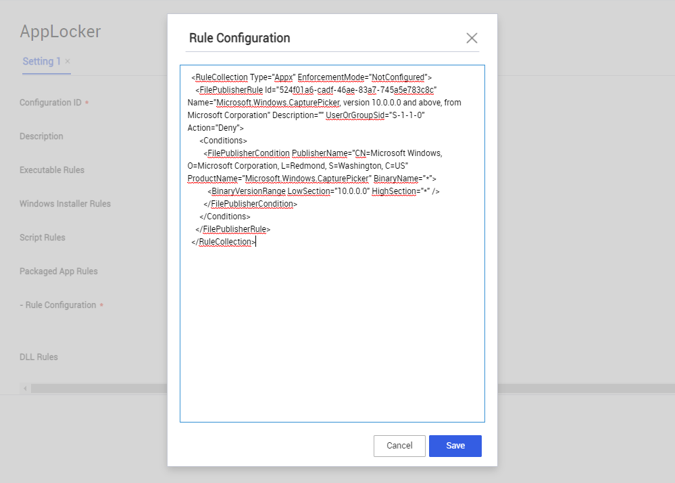 AppLocker
Setting 1 ×
Configuration ID *
Description
Executable Rules
Windows Installer Rules
Script Rules
Packaged App Rules
- Rule Configuration *
DLL Rules
Rule Configuration
<RuleCollection Type="Appx" EnforcementMode="NotConfigured">
<FilePublisherRule Id="524f01a6-cadf-46ae-83a7-745a5e783c8c"
Name="Microsoft.Windows.CapturePicker, version 10.0.0.0 and above, from
Microsoft Corporation" Description="" UserOrGroupSid="S-1-1-0"
Action="Deny">
<Conditions>
<FilePublisherCondition PublisherName="CN=Microsoft Windows,
O=Microsoft Corporation, L=Redmond, S=Washington, C=US"
ProductName="Microsoft.Windows.CapturePicker" BinaryName="*">
<BinaryVersionRange LowSection="10.0.0.0" HighSection="*" />
</FilePublisherCondition>
</Conditions>
</FilePublisherRule>
</RuleCollection>
Cancel
Save